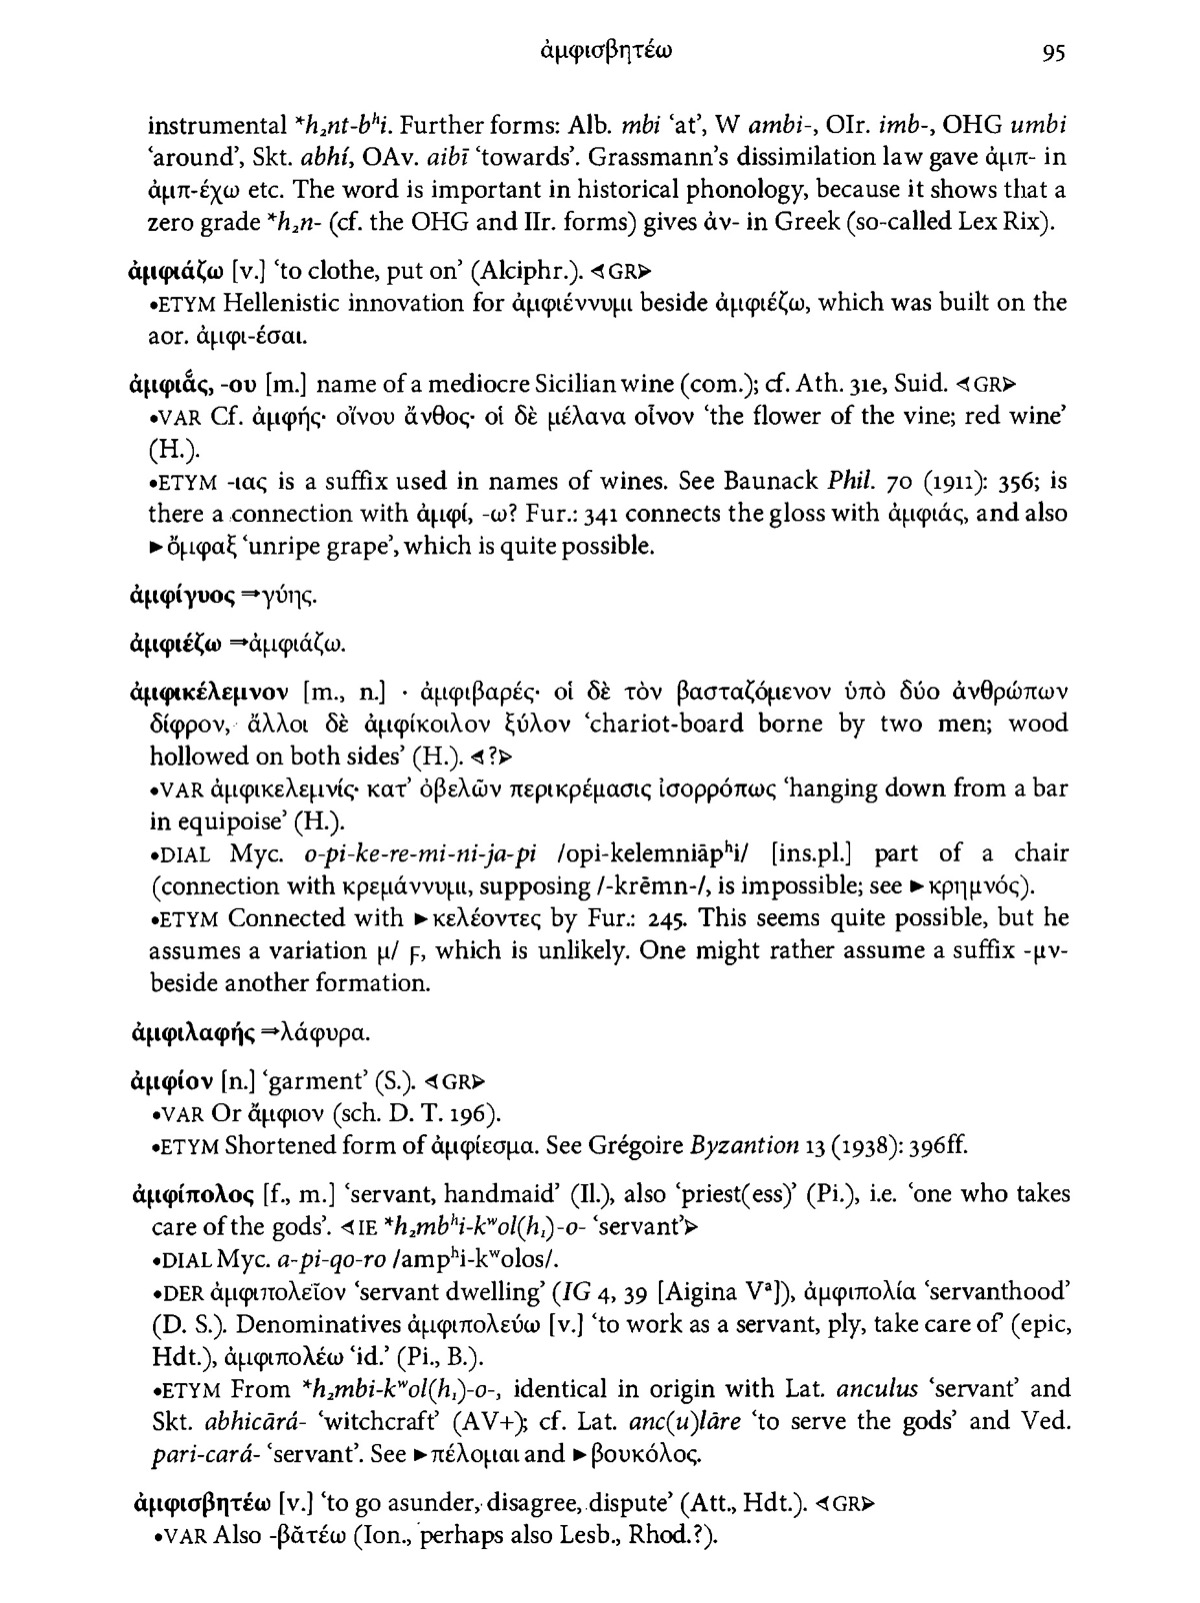 ἀμφισβητέω 95
instrumental *h₂nt-bʰi. Further forms: Alb. mbi ‘at’, W ambi-, OIr. imb-, OHG umbi
‘around’, Skt. abhí, OAv. aibī ‘towards’. Grassmann’s dissimilation law gave ἀμπ- in
ἀμπ-έχω etc. The word is important in historical phonology, because it shows that a
zero grade *h₂n- (cf. the OHG and IIr. forms) gives ἀν- in Greek (so-called Lex Rix).
ἀμφιάζω [v.] ‘to clothe, put on’ (Alciphr.). ⋖GR⋗
•ETYM Hellenistic innovation for ἀμφιέννυμι beside ἀμφιέζω, which was built on the
aor. ἀμφι-έσαι.
ἀμφιᾱ́ς, -ου [m.] name of a mediocre Sicilian wine (com.); cf. Ath. 31e, Suid. ⋖GR⋗
•VAR Cf. ἀμφής· οἴνου ἄνθος· οἱ δὲ μέλανα οἶνον ‘the flower of the vine; red wine’
(H.).
•ETYM -ιας is a suffix used in names of wines. See Baunack Phil. 70 (1911): 356; is
there a connection with ἀμφί, -ω? Fur.: 341 connects the gloss with ἀμφιάς, and also
►ὄμφαξ ‘unripe grape’, which is quite possible.
ἀμφίγυος ⇒γύης.
ἀμφιέζω ⇒ἀμφιάζω.
ἀμφικέλεμνον [m., n.] · ἀμφιβαρές· οἱ δὲ τὸν βασταζόμενον ὑπὸ δύο ἀνθρώπων
δίφρον, ἄλλοι δὲ ἀμφίκοιλον ξύλον ‘chariot-board borne by two men; wood
hollowed on both sides’ (H.). ⋖?⋗
•VAR ἀμφικελεμνίς· κατ’ ὀβελῶν περικρέμασις ἰσορρόπως ‘hanging down from a bar
in equipoise’ (H.).
•DIAL Myc. o-pi-ke-re-mi-ni-ja-pi /opi-kelemniāpʰi/ [ins.pl.] part of a chair
(connection with κρεμάννυμι, supposing /-krēmn-/, is impossible; see ►κρημνός).
•ETYM Connected with ►κελέοντες by Fur.: 245. This seems quite possible, but he
assumes a variation μ/ ϝ, which is unlikely. One might rather assume a suffix -μν-
beside another formation.
ἀμφιλαφής ⇒λάφυρα.
ἀμφίον [n.] ‘garment’ (S.). ⋖GR⋗
•VAR Or ἄμφιον (sch. D. T. 196).
•ETYM Shortened form of ἀμφίεσμα. See Grégoire Byzantion 13 (1938): 396ff.
ἀμφίπολος [f., m.] ‘servant, handmaid’ (Il.), also ‘priest(ess)’ (Pi.), i.e. ‘one who takes
care of the gods’. ⋖IE *h₂mbʰi-kʷol(h₁)-o- ‘servant’⋗
•DIAL Myc. a-pi-qo-ro /ampʰi-kʷolos/.
•DER ἀμφιπολεῖον ‘servant dwelling’ (IG 4, 39 [Aigina Vᵃ]), ἀμφιπολία ‘servanthood’
(D. S.). Denominatives ἀμφιπολεύω [v.] ‘to work as a servant, ply, take care of’ (epic,
Hdt.), ἀμφιπολέω ‘id.’ (Pi., B.).
•ETYM From *h₂mbi-kʷol(h₁)-o-, identical in origin with Lat. anculus ‘servant’ and
Skt. abhicārá- ‘witchcraft’ (AV+); cf. Lat. anc(u)lāre ‘to serve the gods’ and Ved.
pari-cará- ‘servant’. See ►πέλομαι and ►βουκόλος.
ἀμφισβητέω [v.] ‘to go asunder, disagree, dispute’ (Att., Hdt.). ⋖GR⋗
•VAR Also -βᾰτέω (Ion., perhaps also Lesb., Rhod.?).